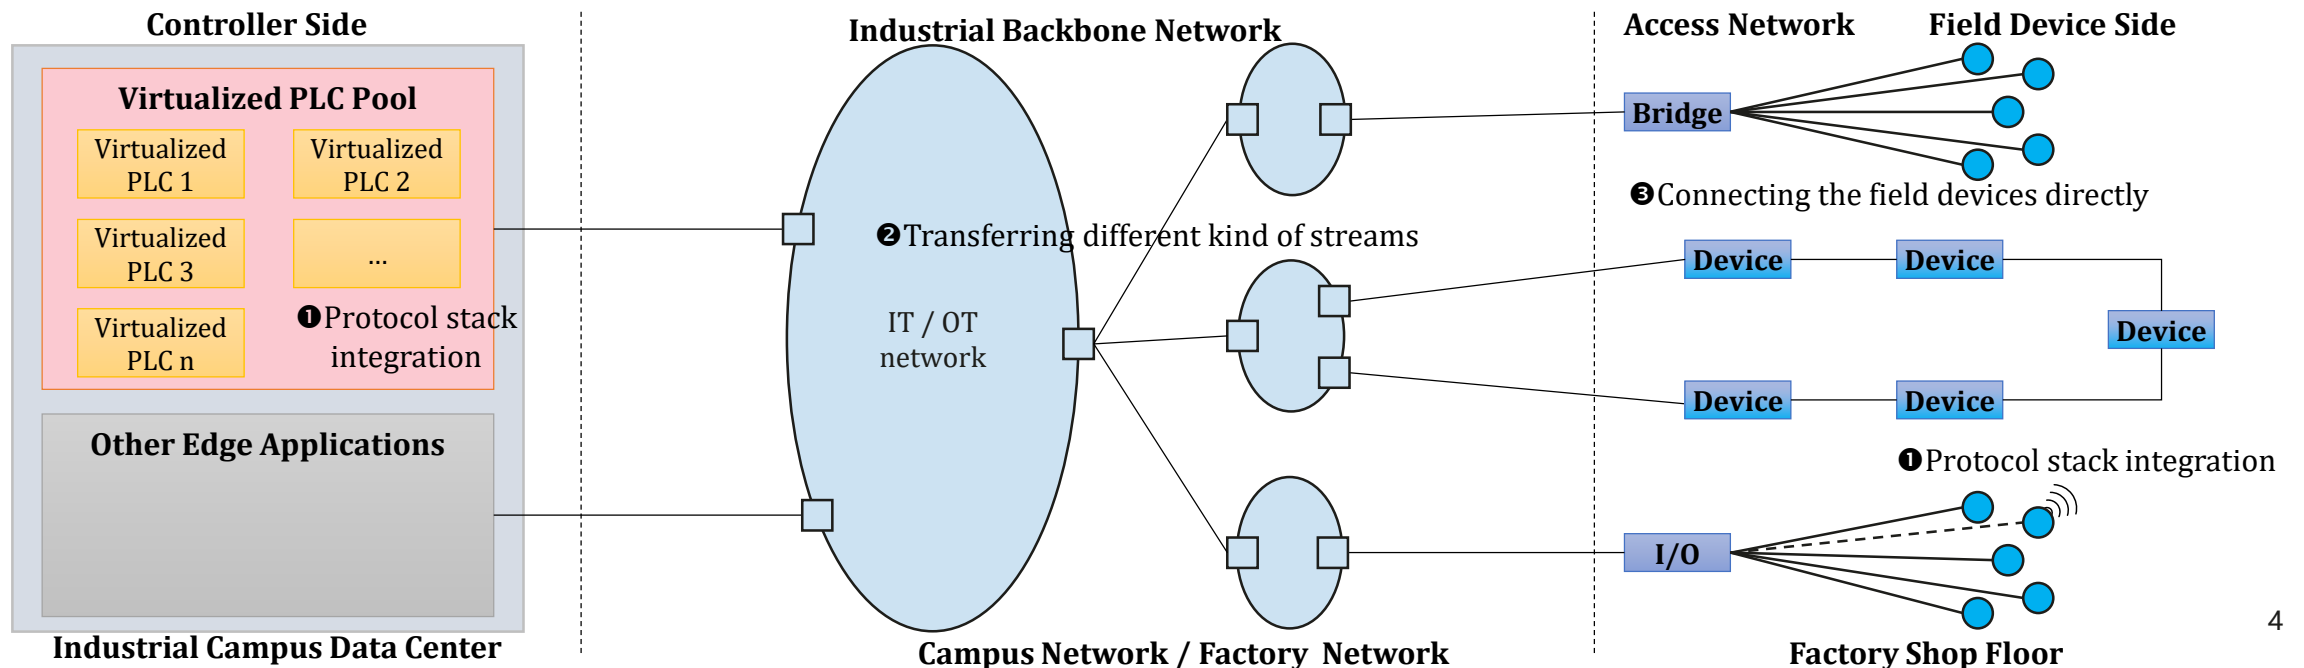 Controller Side
Virtualized PLC Pool
Virtualized
PLC 1
Virtualized
PLC 2
Virtualized
PLC 3
...
Virtualized
PLC n
❶Protocol stack
integration
Other Edge Applications
Industrial Campus Data Center
Industrial Backbone Network
❷Transferring different kind of streams
IT / OT
network
Campus Network / Factory Network
Access Network
Field Device Side
Bridge
❸Connecting the field devices directly
Device
Device
Device
Device
Device
❶Protocol stack integration
I/O
Factory Shop Floor
4